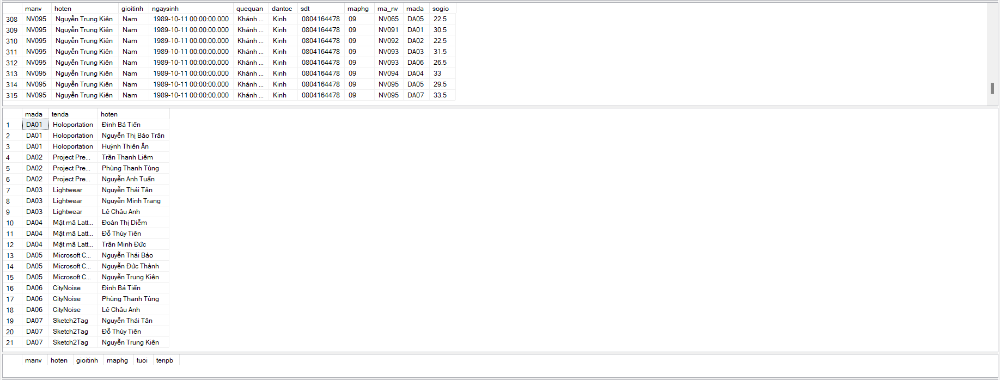 manv hoten gioitinh ngaysinh quequan dantoc sdt maphg ma_nv mada sogio
308 NV095 Nguyễn Trung Kiên Nam 1989-10-11 00:00:00.000 Khánh ... Kinh 0804164478 09 NV065 DA05 22.5
309 NV095 Nguyễn Trung Kiên Nam 1989-10-11 00:00:00.000 Khánh ... Kinh 0804164478 09 NV091 DA01 30.5
310 NV095 Nguyễn Trung Kiên Nam 1989-10-11 00:00:00.000 Khánh ... Kinh 0804164478 09 NV092 DA02 22.5
311 NV095 Nguyễn Trung Kiên Nam 1989-10-11 00:00:00.000 Khánh ... Kinh 0804164478 09 NV093 DA03 31.5
312 NV095 Nguyễn Trung Kiên Nam 1989-10-11 00:00:00.000 Khánh ... Kinh 0804164478 09 NV093 DA06 26.5
313 NV095 Nguyễn Trung Kiên Nam 1989-10-11 00:00:00.000 Khánh ... Kinh 0804164478 09 NV094 DA04 33
314 NV095 Nguyễn Trung Kiên Nam 1989-10-11 00:00:00.000 Khánh ... Kinh 0804164478 09 NV095 DA05 29.5
315 NV095 Nguyễn Trung Kiên Nam 1989-10-11 00:00:00.000 Khánh ... Kinh 0804164478 09 NV095 DA07 33.5
mada tenda hoten
1 DA01 Holoportation Đinh Bá Tiến
2 DA01 Holoportation Nguyễn Thị Bảo Trân
3 DA01 Holoportation Huỳnh Thiên Ân
4 DA02 Project Pre... Trần Thanh Liêm
5 DA02 Project Pre... Phùng Thanh Tùng
6 DA02 Project Pre... Nguyễn Anh Tuấn
7 DA03 Lightwear Nguyễn Thái Tân
8 DA03 Lightwear Nguyễn Minh Trang
9 DA03 Lightwear Lê Châu Anh
10 DA04 Mật mã Latt... Đoàn Thị Diễm
11 DA04 Mật mã Latt... Đỗ Thùy Tiên
12 DA04 Mật mã Latt... Trần Minh Đức
13 DA05 Microsoft C... Nguyễn Thái Bảo
14 DA05 Microsoft C... Nguyễn Đức Thành
15 DA05 Microsoft C... Nguyễn Trung Kiên
16 DA06 CityNoise Đinh Bá Tiến
17 DA06 CityNoise Phùng Thanh Tùng
18 DA06 CityNoise Lê Châu Anh
19 DA07 Sketch2Tag Nguyễn Thái Tân
20 DA07 Sketch2Tag Đỗ Thùy Tiên
21 DA07 Sketch2Tag Nguyễn Trung Kiên
manv hoten gioitinh maphg tuoi tenpb